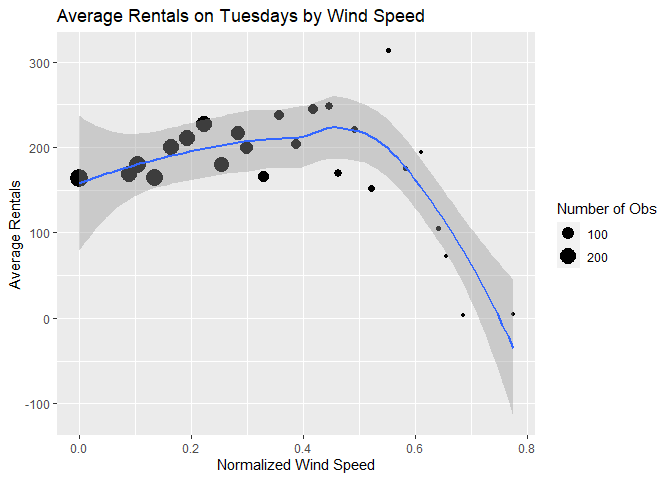 Average Rentals on Tuesdays by Wind Speed
Average Rentals
300
200
100
0
-100
0.0 0.2 0.4 0.6 0.8
Normalized Wind Speed
Number of Obs
100
200